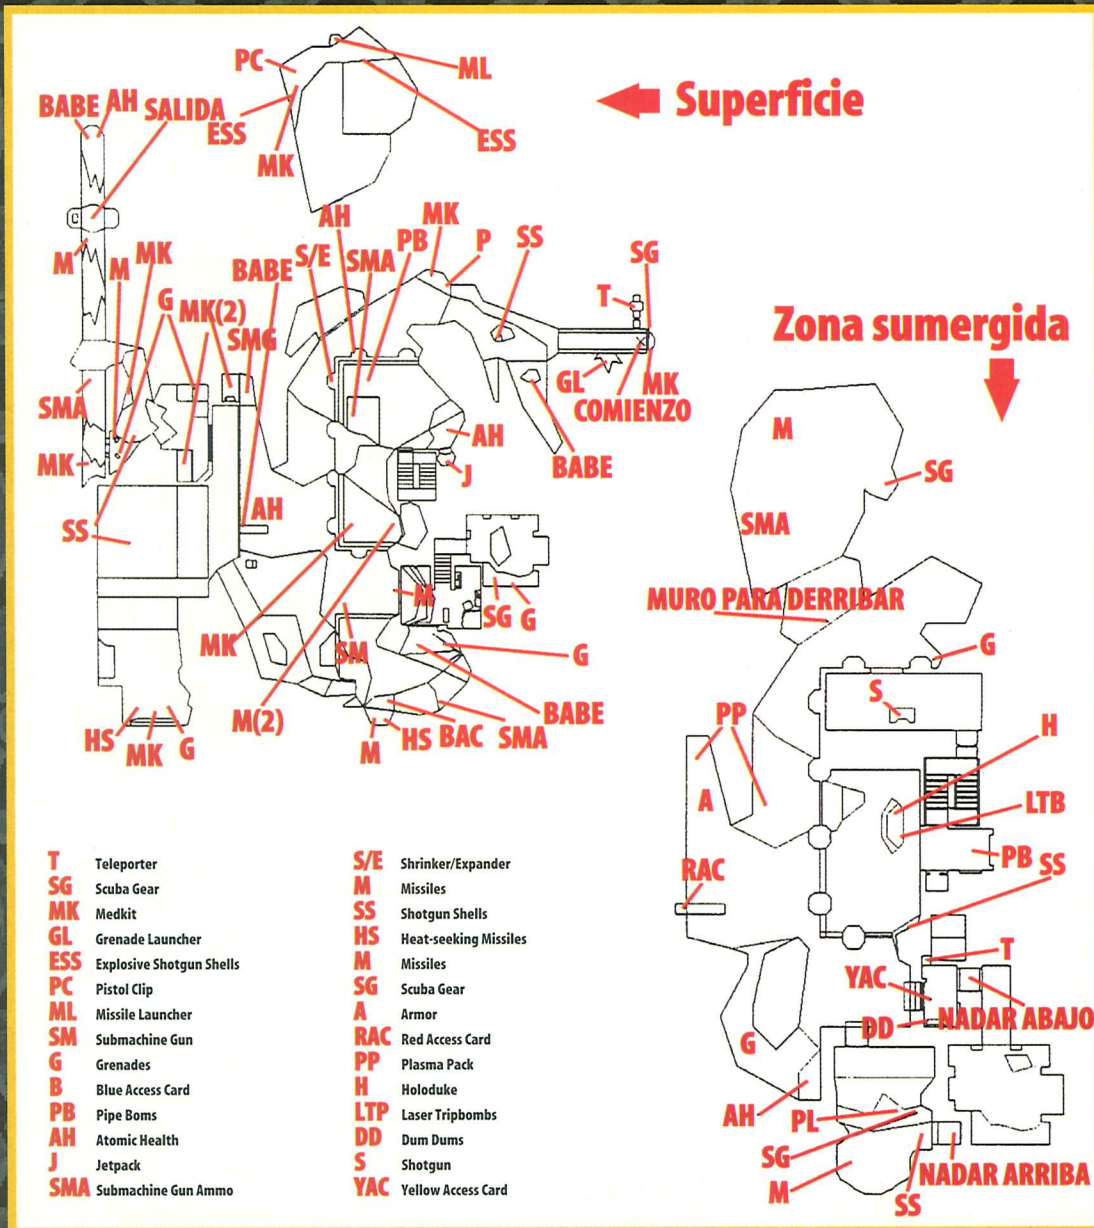 PC
ML
Superficie
BABE AH SALIDA
ESS
ESS
MK
AH
MK
PB
P
SS
S/E
SMA
SG
M
M
MK
BABE
T
G
MK(2)
SMG
Zona sumergida
GL
MK
COMIENZO
SMA
AH
M
MK
J
BABE
SG
AH
SMA
SS
M
SG G
MURO PARA DERRIBAR
MK
SM
G
G
S
M(2)
BABE
PP
H
HS
MK
G
M
HS BAC SMA
A
LTB
PB
SS
RAC
T
YAC
DD
NADAR ABAJO
G
AH
PL
SG
NADAR ARRIBA
M
SS
T Teleporter
SG Scuba Gear
MK Medkit
GL Grenade Launcher
ESS Explosive Shotgun Shells
PC Pistol Clip
ML Missile Launcher
SM Submachine Gun
G Grenades
B Blue Access Card
PB Pipe Boms
AH Atomic Health
J Jetpack
SMA Submachine Gun Ammo
S/E Shrinker/Expander
M Missiles
SS Shotgun Shells
HS Heat-seeking Missiles
M Missiles
SG Scuba Gear
A Armor
RAC Red Access Card
PP Plasma Pack
H Holoduke
LTP Laser Tripbombs
DD Dum Dums
S Shotgun
YAC Yellow Access Card